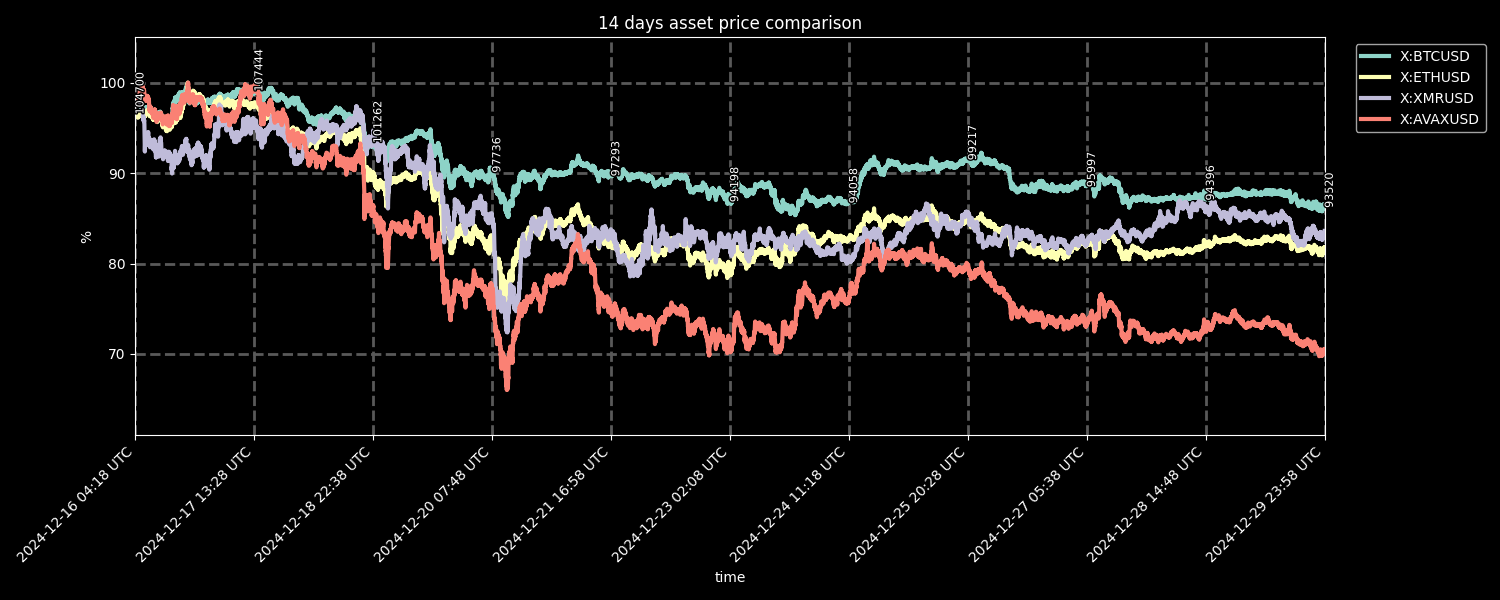 14 days asset price comparison
X:BTCUSD
X:ETHUSD
X:XMRUSD
X:AVAXUSD
100
90
80
70
%
104700
107444
101262
97736
97293
94198
94058
99217
95997
94396
93520
2024-12-16 04:18 UTC
2024-12-17 13:28 UTC
2024-12-18 22:38 UTC
2024-12-20 07:48 UTC
2024-12-21 16:58 UTC
2024-12-23 02:08 UTC
2024-12-24 11:18 UTC
2024-12-25 20:28 UTC
2024-12-27 05:38 UTC
2024-12-28 14:48 UTC
2024-12-29 23:58 UTC
time